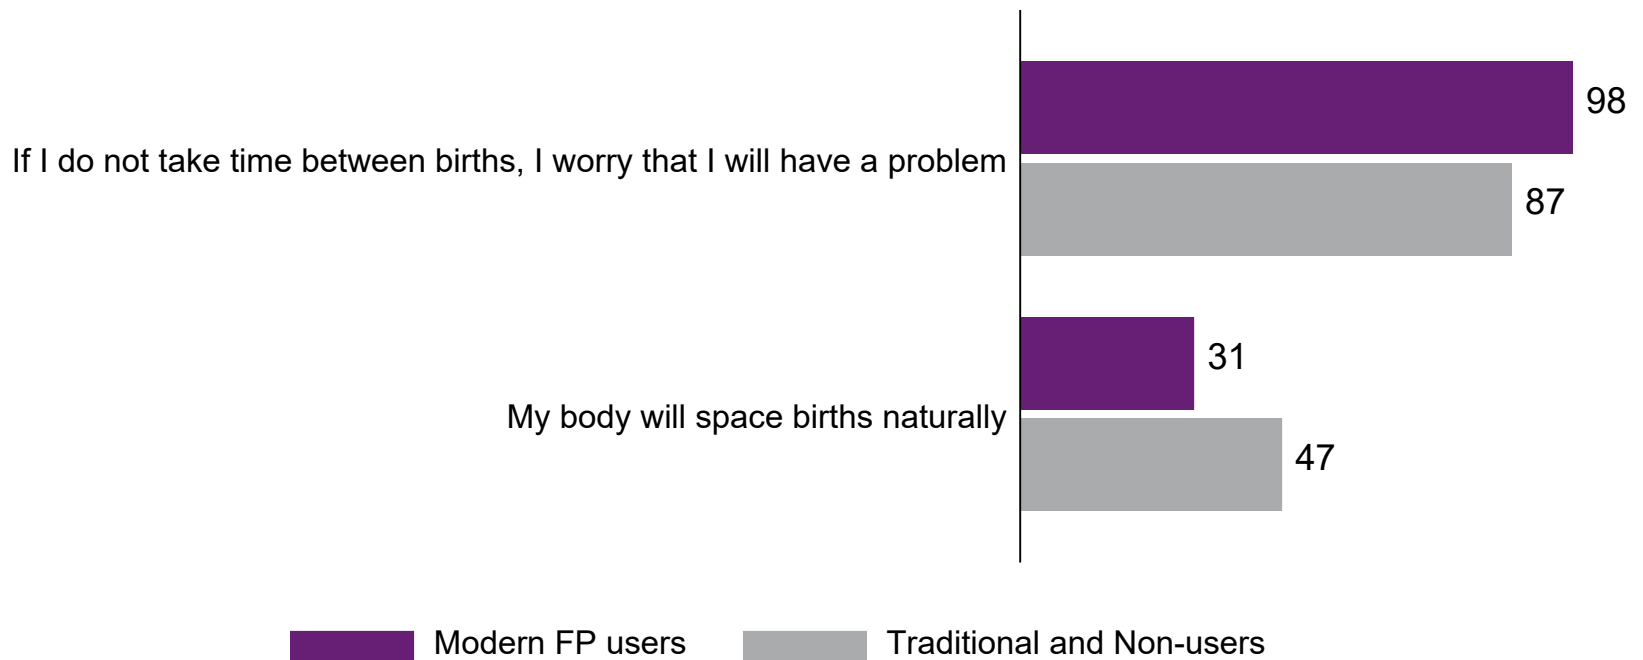 98
If I do not take time between births, I worry that I will have a problem
87
31
My body will space births naturally
47
Modern FP users
Traditional and Non-users